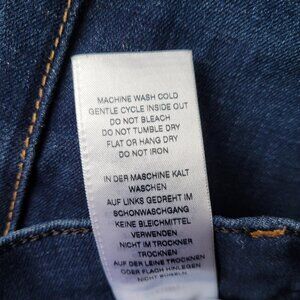 MACHINE WASH COLD
GENTLE CYCLE INSIDE OUT
DO NOT BLEACH
DO NOT TUMBLE DRY
FLAT OR HANG DRY
DO NOT IRON
IN DER MASCHINE KALT
WASCHEN
AUF LINKS GEDREHT IM
SCHONWASCHGANG
KEINE BLEICHMITTEL
VERWENDEN
NICHT IM TROCKNER
TROCKNEN
AUF DER LEINE TROCKNEN
ODER FLACH HINLEGEN
NICHT BÜGELN